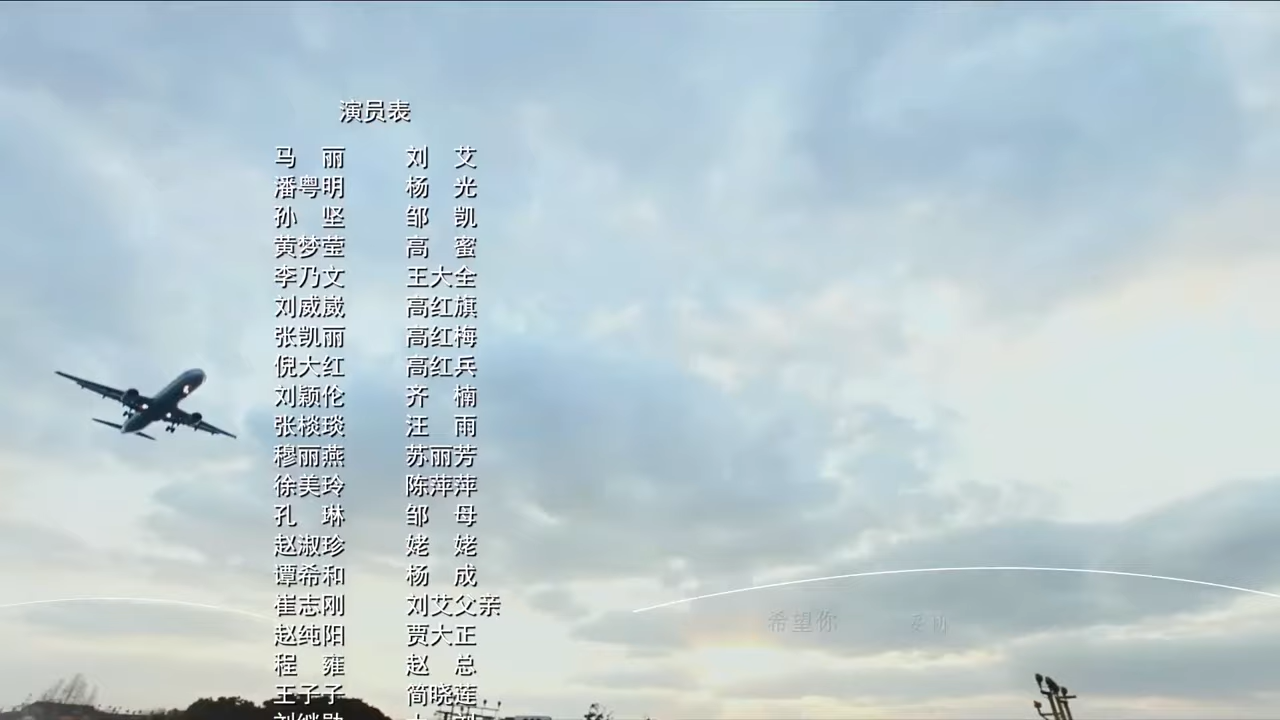 演员表
马 丽 刘 艾
潘粤明 杨 光
孙 坚 邹 凯
黄梦莹 高 蜜
李乃文 王大全
刘威葳 高红旗
张凯丽 高红梅
倪大红 高红兵
刘颖伦 齐 楠
张棪琰 汪 雨
穆丽燕 苏丽芳
徐美玲 陈萍萍
孔 琳 邹 母
赵淑珍 姥 姥
谭希和 杨 成
崔志刚 刘艾父亲
赵纯阳 贾大正
程 雍 赵 总
王子子 简晓莲
希望你 妥协